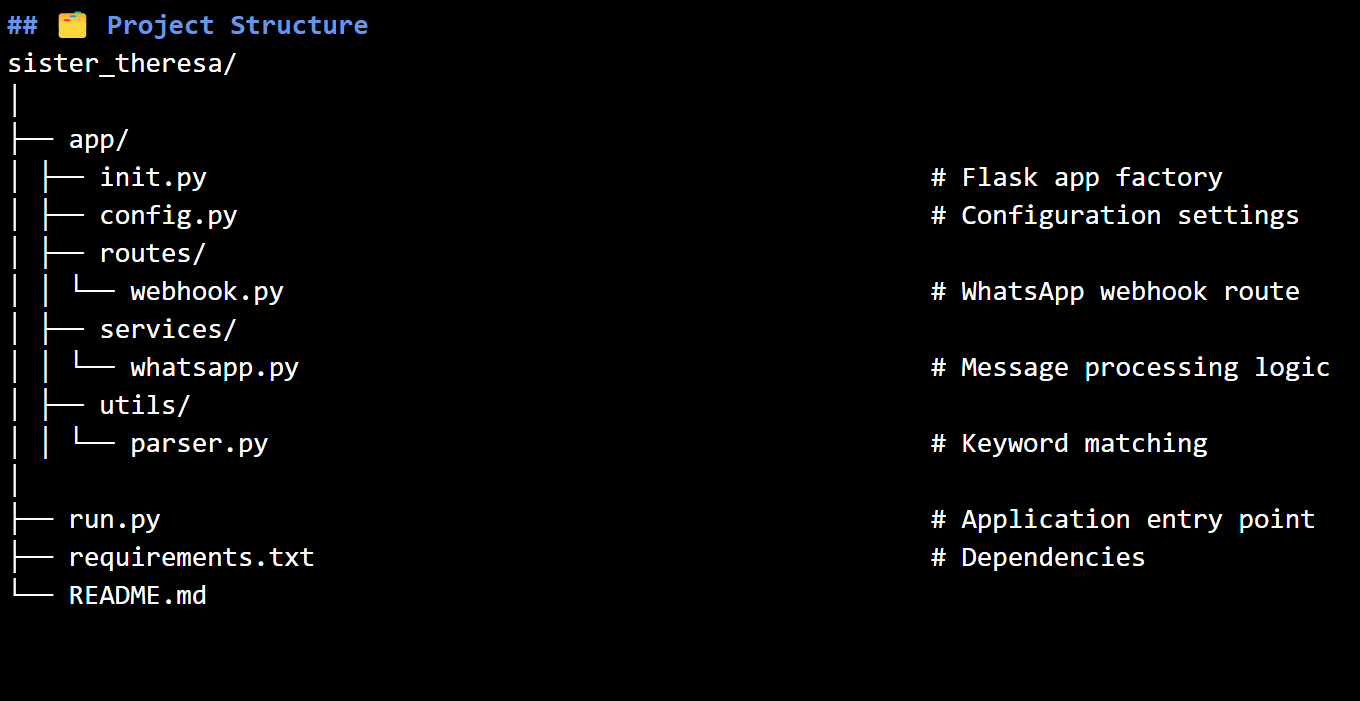 ## 🗂️ Project Structure
sister_theresa/
│
├── app/
│ ├── init.py # Flask app factory
│ ├── config.py # Configuration settings
│ ├── routes/
│ │ └── webhook.py # WhatsApp webhook route
│ ├── services/
│ │ └── whatsapp.py # Message processing logic
│ ├── utils/
│ │ └── parser.py # Keyword matching
│
├── run.py # Application entry point
├── requirements.txt # Dependencies
└── README.md